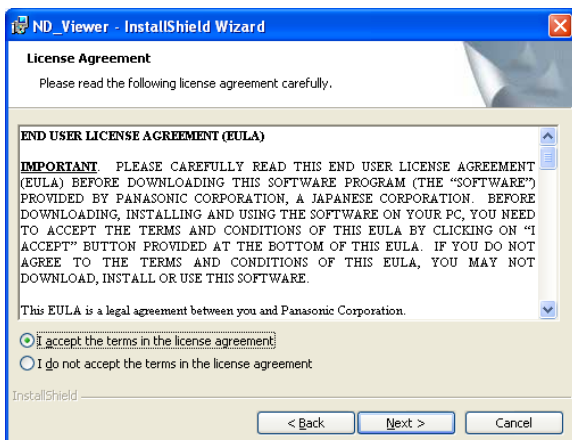 ND_Viewer - InstallShield Wizard
License Agreement
Please read the following license agreement carefully.
END USER LICENSE AGREEMENT (EULA)
IMPORTANT. PLEASE CAREFULLY READ THIS END USER LICENSE AGREEMENT
(EULA) BEFORE DOWNLOADING THIS SOFTWARE PROGRAM (THE “SOFTWARE”)
PROVIDED BY PANASONIC CORPORATION, A JAPANESE CORPORATION. BEFORE
DOWNLOADING, INSTALLING AND USING THE SOFTWARE ON YOUR PC, YOU NEED
TO ACCEPT THE TERMS AND CONDITIONS OF THIS EULA BY CLICKING ON “I
ACCEPT” BUTTON PROVIDED AT THE BOTTOM OF THIS EULA. IF YOU DO NOT
AGREE TO THE TERMS AND CONDITIONS OF THIS EULA, YOU MAY NOT
DOWNLOAD, INSTALL OR USE THIS SOFTWARE.
This EULA is a legal agreement between you and Panasonic Corporation.
I accept the terms in the license agreement
I do not accept the terms in the license agreement
InstallShield
< Back Next > Cancel